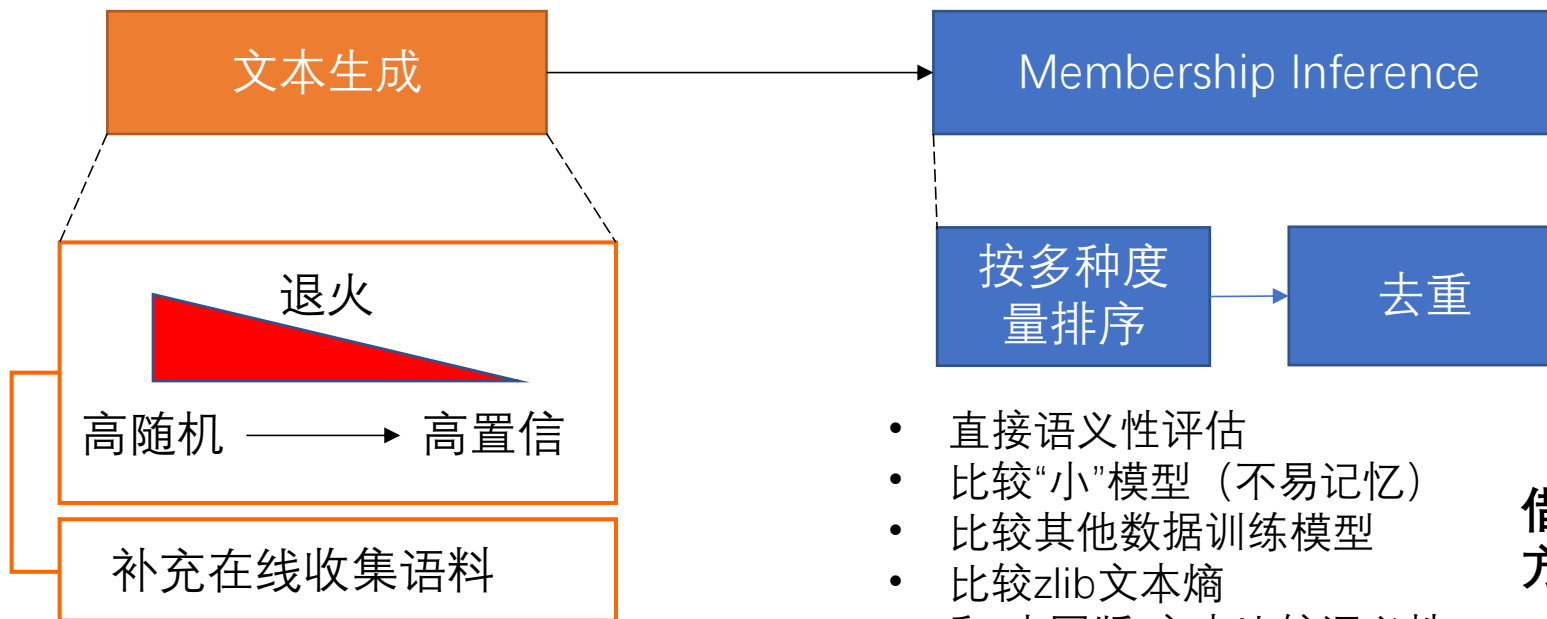 文本生成
Membership Inference
退火
高随机
高置信
补充在线收集语料
按多种度
量排序
去重
• 直接语义性评估
• 比较“小”模型（不易记忆）
• 比较其他数据训练模型
• 比较zlib文本熵